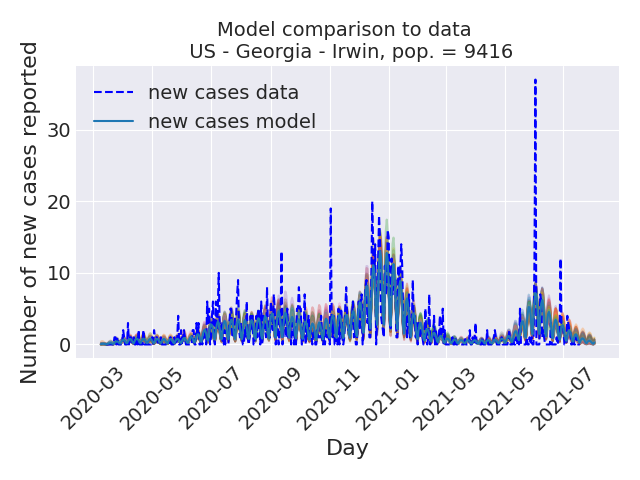 Model comparison to data
US - Georgia - Irwin, pop. = 9416
Number of new cases reported
30
20
10
0
new cases data
new cases model
2020-03
2020-05
2020-07
2020-09
2020-11
2021-01
2021-03
2021-05
2021-07
Day